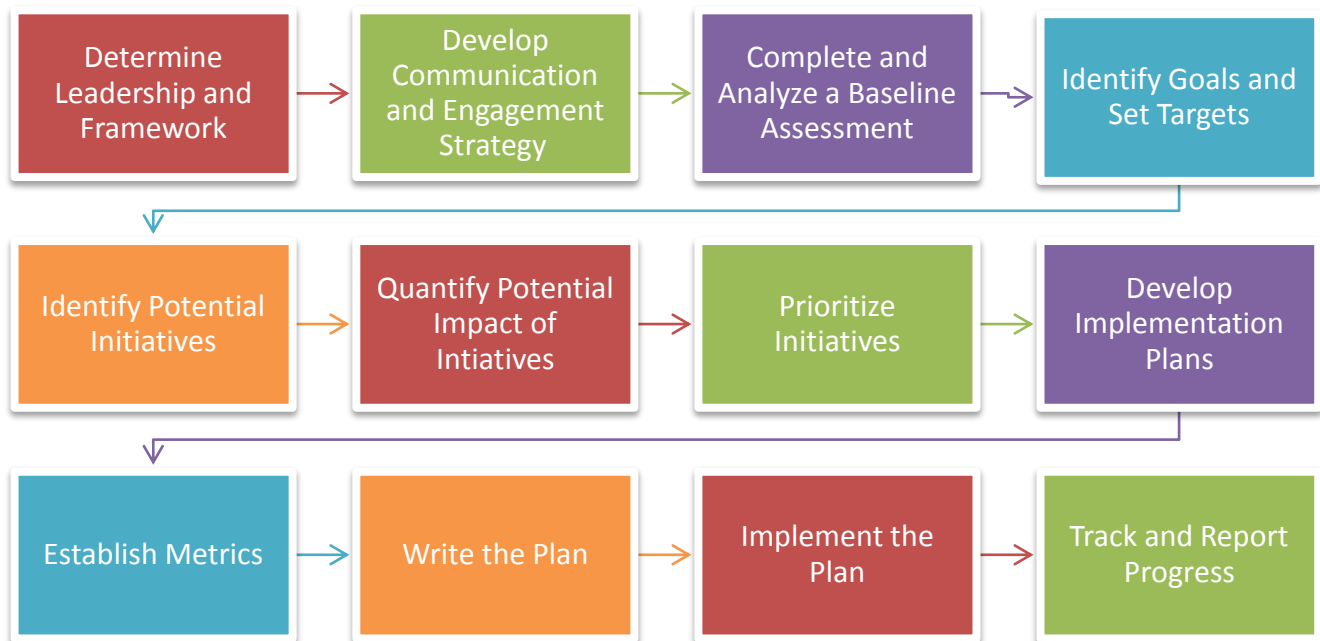 Determine
Leadership and
Framework
Develop
Communication
and Engagement
Strategy
Complete and
Analyze a Baseline
Assessment
Identify Goals and
Set Targets
Identify Potential
Initiatives
Quantify Potential
Impact of
Intiatives
Prioritize
Initiatives
Develop
Implementation
Plans
Establish Metrics
Write the Plan
Implement the
Plan
Track and Report
Progress